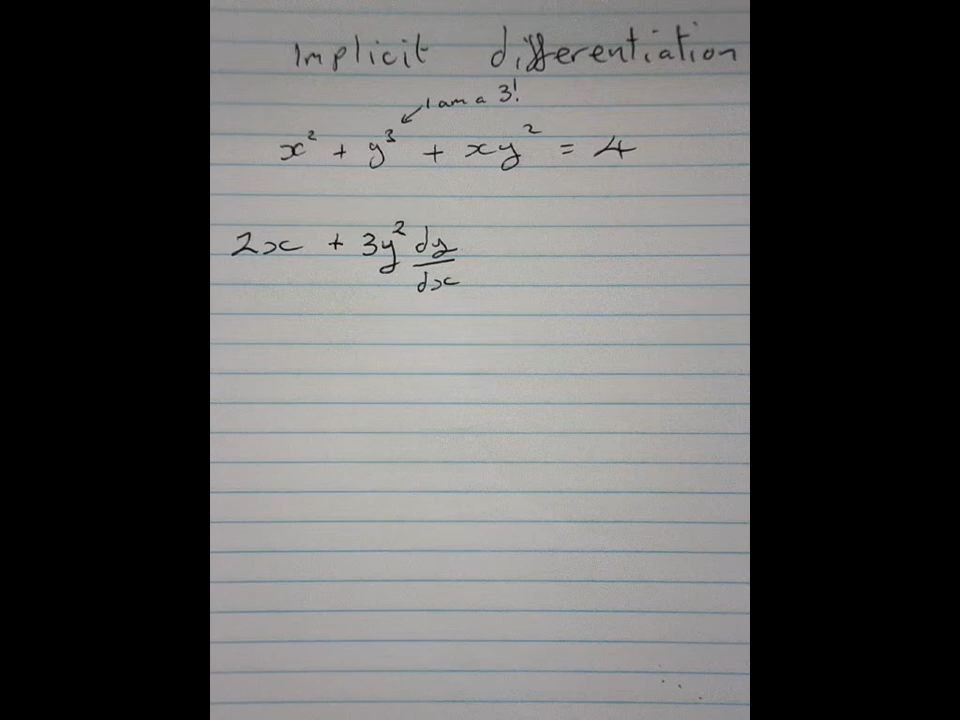 Implicit differentiation
I am a 3!
x² + y³ + xy² = 4
2x + 3y² dy/dx